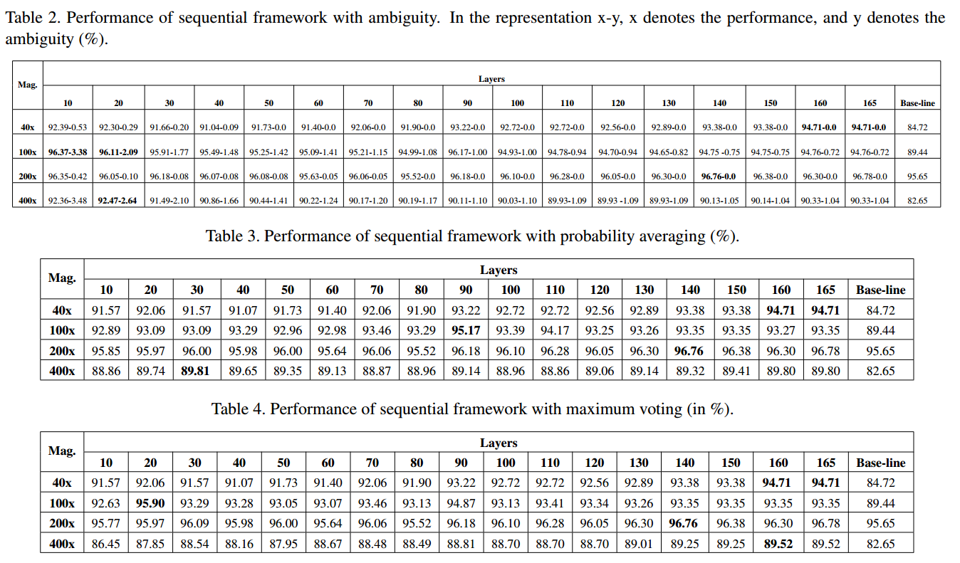 Table 2. Performance of sequential framework with ambiguity. In the representation x-y, x denotes the performance, and y denotes the
ambiguity (%).
Mag. Layers
10 20 30 40 50 60 70 80 90 100 110 120 130 140 150 160 165 Base-line
40x 92.39-0.53 92.30-0.29 91.66-0.20 91.04-0.09 91.73-0.0 91.40-0.0 92.06-0.0 91.90-0.0 93.22-0.0 92.72-0.0 92.72-0.0 92.56-0.0 92.89-0.0 93.38-0.0 93.38-0.0 94.71-0.0 94.71-0.0 84.72
100x 96.37-3.38 96.11-2.09 95.91-1.77 95.49-1.48 95.25-1.42 95.09-1.41 95.21-1.15 94.99-1.08 96.17-1.00 94.93-1.00 94.78-0.94 94.70-0.94 94.65-0.82 94.75 -0.75 94.75-0.75 94.76-0.72 94.76-0.72 89.44
200x 96.35-0.42 96.05-0.10 96.18-0.08 96.07-0.08 96.08-0.08 95.63-0.05 96.06-0.05 95.52-0.0 96.18-0.0 96.10-0.0 96.28-0.0 96.05-0.0 96.30-0.0 96.76-0.0 96.38-0.0 96.30-0.0 96.78-0.0 95.65
400x 92.36-3.48 92.47-2.64 91.49-2.10 90.86-1.66 90.44-1.41 90.22-1.24 90.17-1.20 90.19-1.17 90.11-1.10 90.03-1.10 89.93-1.09 89.93 -1.09 89.93-1.09 90.13-1.05 90.14-1.04 90.33-1.04 90.33-1.04 82.65
Table 3. Performance of sequential framework with probability averaging (%).
Mag. Layers
10 20 30 40 50 60 70 80 90 100 110 120 130 140 150 160 165 Base-line
40x 91.57 92.06 91.57 91.07 91.73 91.40 92.06 91.90 93.22 92.72 92.72 92.56 92.89 93.38 93.38 94.71 94.71 84.72
100x 92.89 93.09 93.09 93.29 92.96 92.98 93.46 93.29 95.17 93.39 94.17 93.25 93.26 93.35 93.35 93.27 93.35 89.44
200x 95.85 95.97 96.00 95.98 96.00 95.64 96.06 95.52 96.18 96.10 96.28 96.05 96.30 96.76 96.38 96.30 96.78 95.65
400x 88.86 89.74 89.81 89.65 89.35 89.13 88.87 88.96 89.14 88.96 88.86 89.06 89.14 89.32 89.41 89.80 89.80 82.65
Table 4. Performance of sequential framework with maximum voting (in %).
Mag. Layers
10 20 30 40 50 60 70 80 90 100 110 120 130 140 150 160 165 Base-line
40x 91.57 92.06 91.57 91.07 91.73 91.40 92.06 91.90 93.22 92.72 92.72 92.56 92.89 93.38 93.38 94.71 94.71 84.72
100x 92.63 95.90 93.29 93.28 93.05 93.07 93.46 93.13 94.87 93.13 93.41 93.34 93.26 93.35 93.35 93.35 93.35 89.44
200x 95.77 95.97 96.09 95.98 96.00 95.64 96.06 95.52 96.18 96.10 96.28 96.05 96.30 96.76 96.38 96.30 96.78 95.65
400x 86.45 87.85 88.54 88.16 87.95 88.67 88.48 88.49 88.81 88.70 88.70 88.70 89.01 89.25 89.25 89.52 89.52 82.65